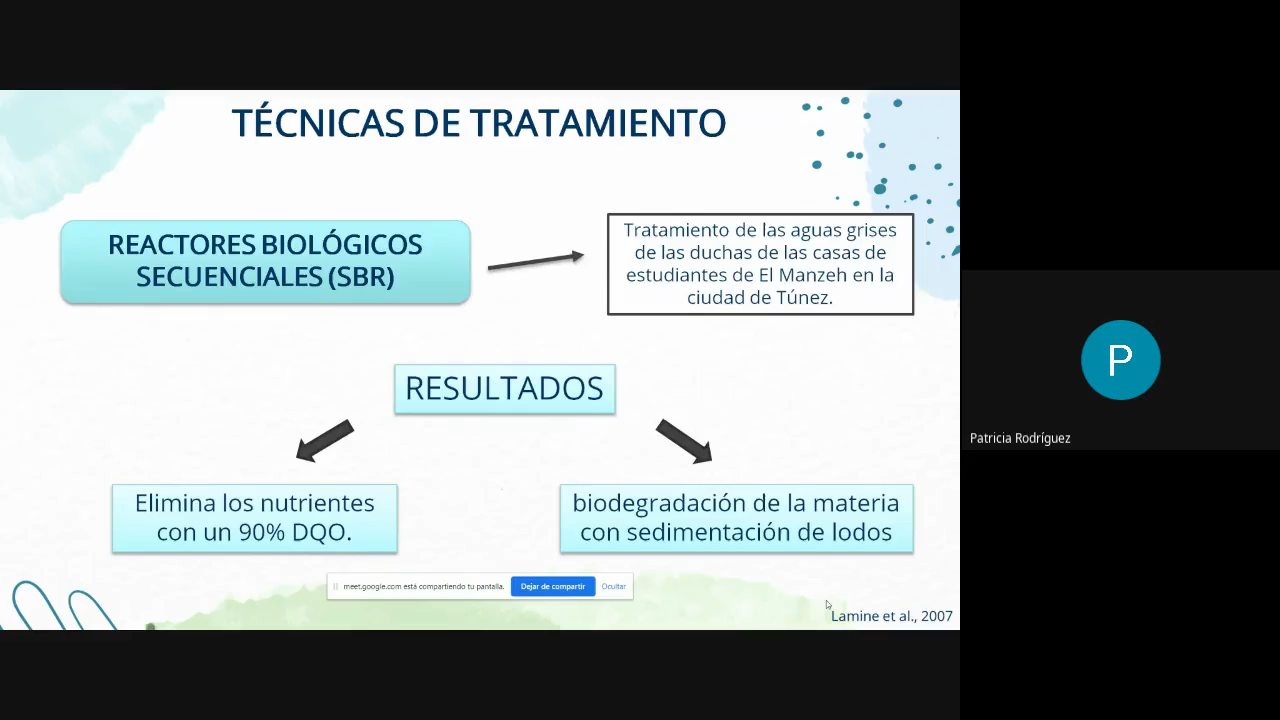 TÉCNICAS DE TRATAMIENTO
REACTORES BIOLÓGICOS
SECUENCIALES (SBR)
Tratamiento de las aguas grises
de las duchas de las casas de
estudiantes de El Manzeh en la
ciudad de Túnez.
RESULTADOS
Elimina los nutrientes
con un 90% DQO.
biodegradación de la materia
con sedimentación de lodos
meet.google.com está compartiendo tu pantalla.
Dejar de compartir
Ocultar
Lamine et al., 2007
P
Patricia Rodríguez